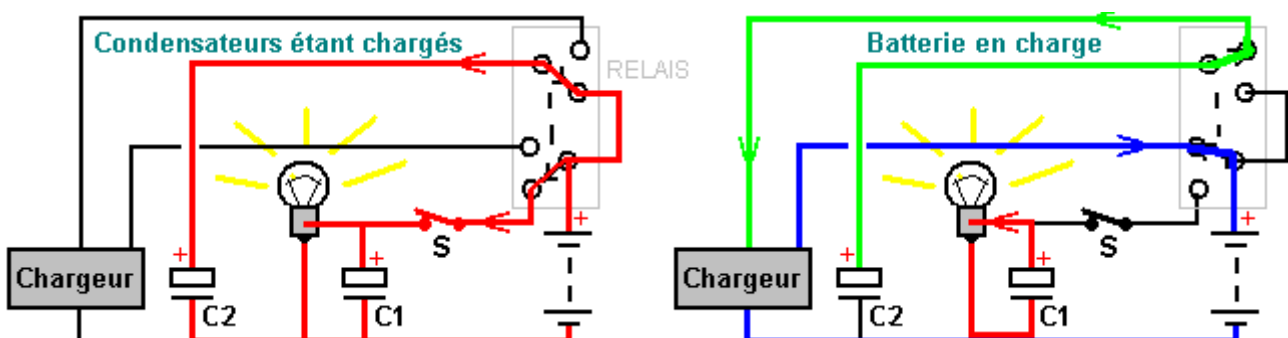 Condensateurs étant chargés
RELAIS
+
S
+
+
Chargeur
C2
C1
Batterie en charge
+
S
+
+
Chargeur
C2
C1